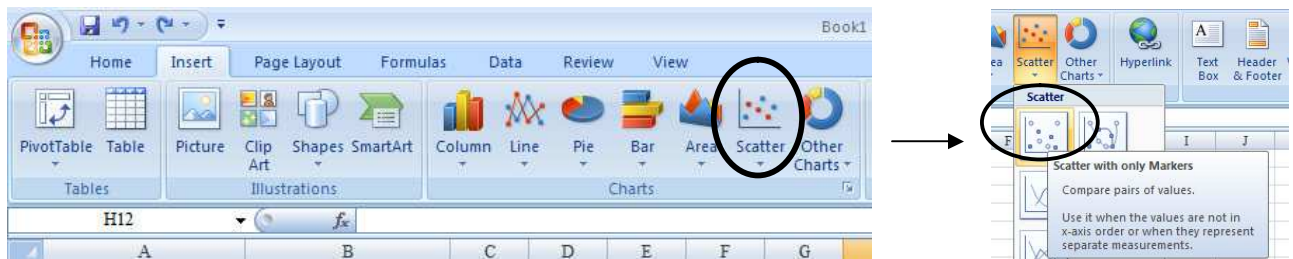 Book1
Home Insert Page Layout Formulas Data Review View
PivotTable Table Picture Clip Art Shapes SmartArt Column Line Pie Bar Area Scatter Other Charts
Tables Illustrations Charts
H12 fx
A B C D E F G
ea Scatter Other Charts Hyperlink Text Box Header & Footer
Scatter
F I J
Scatter with only Markers
Compare pairs of values.
Use it when the values are not in
x-axis order or when they represent
separate measurements.